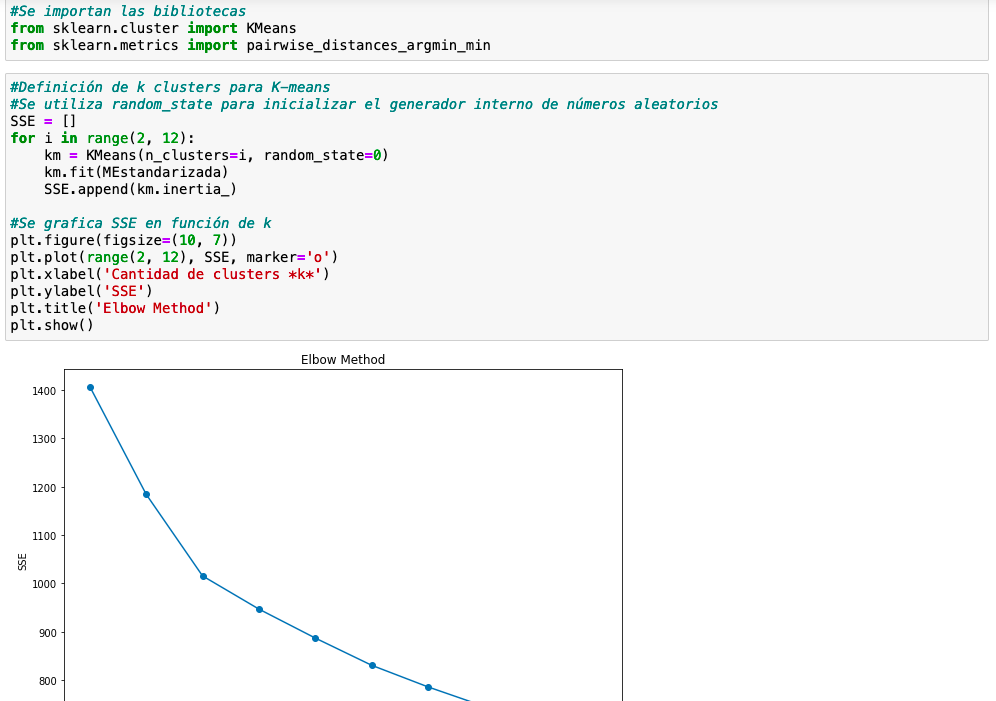 #Se importan las bibliotecas
from sklearn.cluster import KMeans
from sklearn.metrics import pairwise_distances_argmin_min
#Definición de k clusters para K-means
#Se utiliza random_state para inicializar el generador interno de números aleatorios
SSE = []
for i in range(2, 12):
    km = KMeans(n_clusters=i, random_state=0)
    km.fit(MEstandarizada)
    SSE.append(km.inertia_)
#Se grafica SSE en función de k
plt.figure(figsize=(10, 7))
plt.plot(range(2, 12), SSE, marker='o')
plt.xlabel('Cantidad de clusters *k*')
plt.ylabel('SSE')
plt.title('Elbow Method')
plt.show()
Elbow Method
1400
1300
1200
1100
SSE
1000
900
800